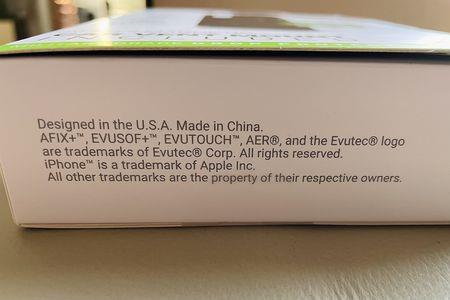 Designed in the U.S.A. Made in China.
AFIX+™, EVUSOF+™, EVUTOUCH™, AER®, and the Evutec® logo
are trademarks of Evutec® Corp. All rights reserved.
iPhone™ is a trademark of Apple Inc.
All other trademarks are the property of their respective owners.